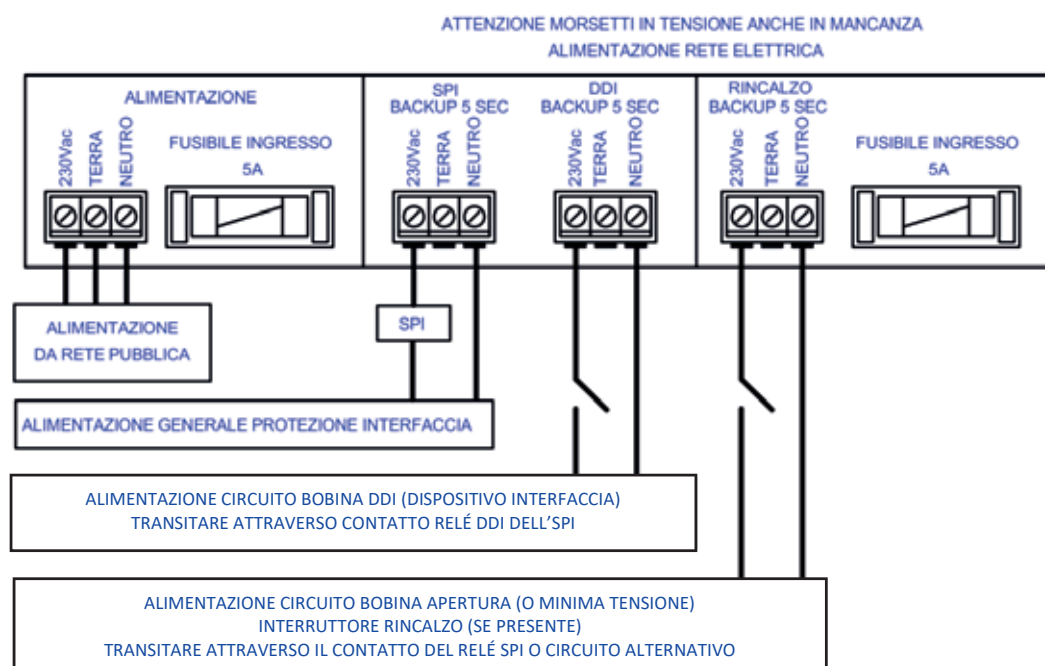 ATTENZIONE MORSETTI IN TENSIONE ANCHE IN MANCANZA
ALIMENTAZIONE RETE ELETTRICA
ALIMENTAZIONE
230Vac
TERRA
NEUTRO
FUSIBILE INGRESSO
5A
SPI
BACKUP 5 SEC
230Vac
TERRA
NEUTRO
DDI
BACKUP 5 SEC
230Vac
TERRA
NEUTRO
RINCALZO
BACKUP 5 SEC
230Vac
TERRA
NEUTRO
FUSIBILE INGRESSO
5A
ALIMENTAZIONE
DA RETE PUBBLICA
SPI
ALIMENTAZIONE GENERALE PROTEZIONE INTERFACCIA
ALIMENTAZIONE CIRCUITO BOBINA DDI (DISPOSITIVO INTERFACCIA)
TRANSITARE ATTRAVERSO CONTATTO RELÉ DDI DELL’SPI
ALIMENTAZIONE CIRCUITO BOBINA APERTURA (O MINIMA TENSIONE)
INTERRUTTORE RINCALZO (SE PRESENTE)
TRANSITARE ATTRAVERSO IL CONTATTO DEL RELÉ SPI O CIRCUITO ALTERNATIVO